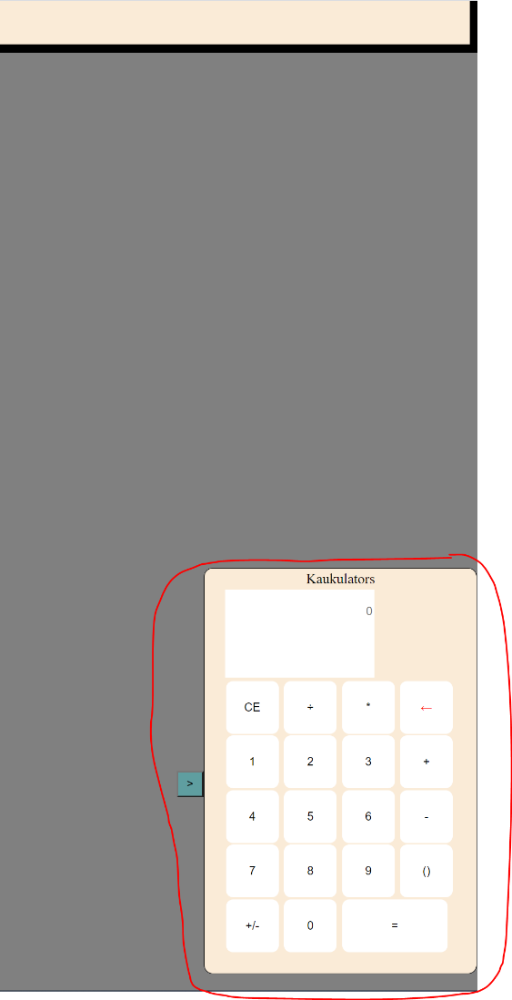 Kaukulators
0
CE ÷ * ←
1 2 3 +
4 5 6 -
>
7 8 9 ()
+/- 0 =